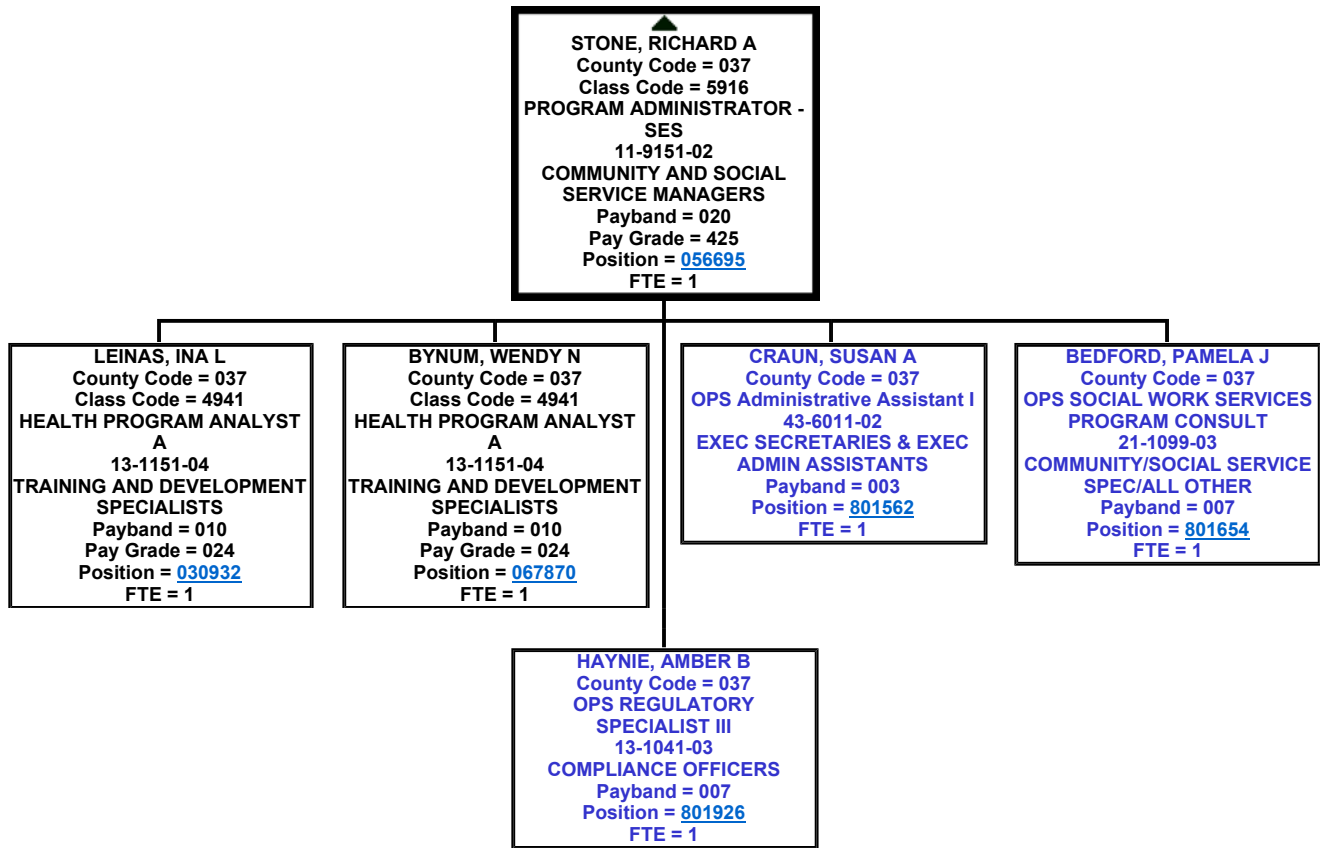 STONE, RICHARD A
County Code = 037
Class Code = 5916
PROGRAM ADMINISTRATOR -
SES
11-9151-02
COMMUNITY AND SOCIAL
SERVICE MANAGERS
Payband = 020
Pay Grade = 425
Position = 056695
FTE = 1
LEINAS, INA L
County Code = 037
Class Code = 4941
HEALTH PROGRAM ANALYST
A
13-1151-04
TRAINING AND DEVELOPMENT
SPECIALISTS
Payband = 010
Pay Grade = 024
Position = 030932
FTE = 1
BYNUM, WENDY N
County Code = 037
Class Code = 4941
HEALTH PROGRAM ANALYST
A
13-1151-04
TRAINING AND DEVELOPMENT
SPECIALISTS
Payband = 010
Pay Grade = 024
Position = 067870
FTE = 1
CRAUN, SUSAN A
County Code = 037
OPS Administrative Assistant I
43-6011-02
EXEC SECRETARIES & EXEC
ADMIN ASSISTANTS
Payband = 003
Position = 801562
FTE = 1
BEDFORD, PAMELA J
County Code = 037
OPS SOCIAL WORK SERVICES
PROGRAM CONSULT
21-1099-03
COMMUNITY/SOCIAL SERVICE
SPEC/ALL OTHER
Payband = 007
Position = 801654
FTE = 1
HAYNIE, AMBER B
County Code = 037
OPS REGULATORY
SPECIALIST III
13-1041-03
COMPLIANCE OFFICERS
Payband = 007
Position = 801926
FTE = 1